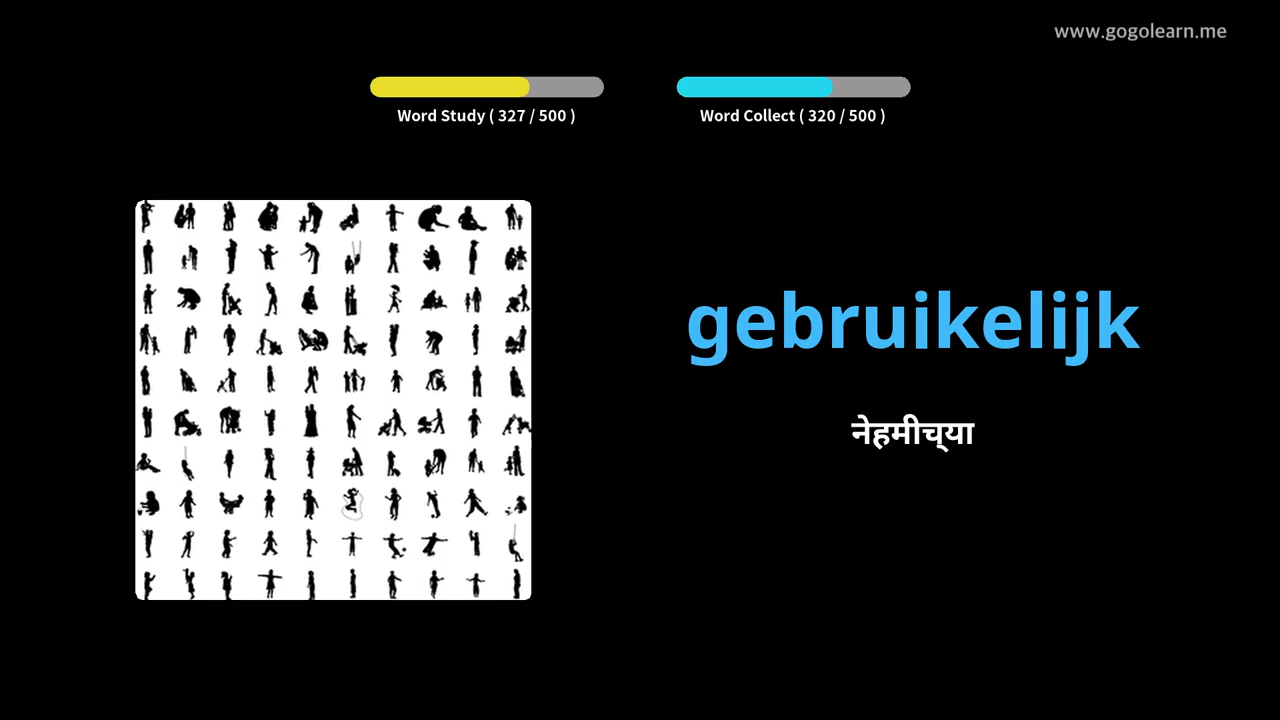 www.gogolearn.me
Word Study ( 327 / 500 )
Word Collect ( 320 / 500 )
gebruikelijk
नेहमीच्या